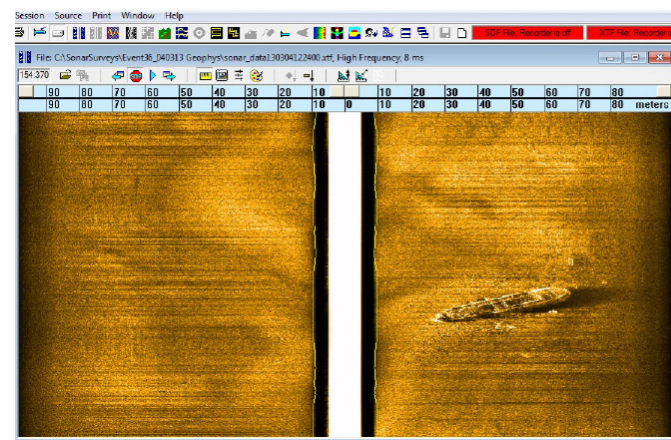 Session Source Print Window Help
SDF File: Recorder is off XTF File: Recorder is
File: C:\SonarSurveys\Event36_040313 Geophys\sonar_data130304122400.xtf, High Frequency, 8 ms
154:370
90 80 70 60 50 40 30 20 10 10 20 30 40 50 60 70 80
90 80 70 60 50 40 30 20 10 0 10 20 30 40 50 60 70 80 meters